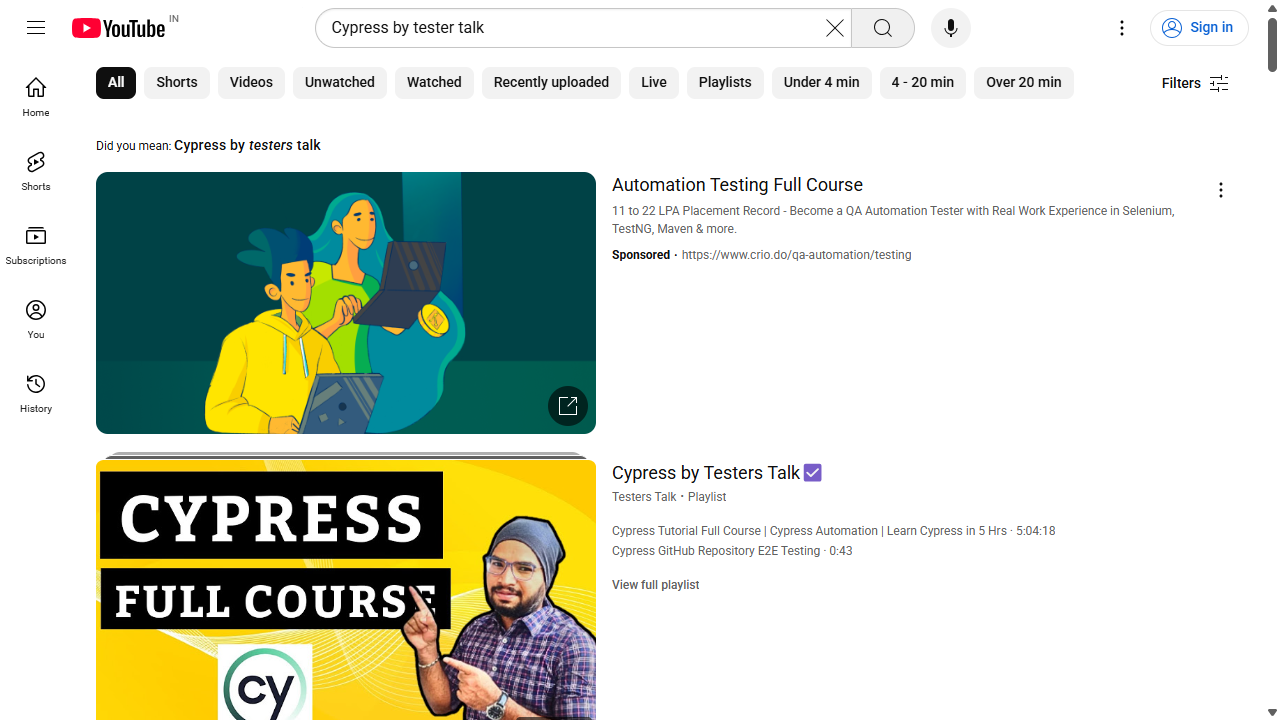 YouTube IN
Cypress by tester talk
Sign in
All
Shorts
Videos
Unwatched
Watched
Recently uploaded
Live
Playlists
Under 4 min
4 - 20 min
Over 20 min
Filters
Home
Shorts
Subscriptions
You
History
Did you mean: Cypress by testers talk
Automation Testing Full Course
11 to 22 LPA Placement Record - Become a QA Automation Tester with Real Work Experience in Selenium,
TestNG, Maven & more.
Sponsored · https://www.crio.do/qa-automation/testing
CYPRESS
FULL COURSE
cy
Cypress by Testers Talk☑
Testers Talk · Playlist
Cypress Tutorial Full Course | Cypress Automation | Learn Cypress in 5 Hrs · 5:04:18
Cypress GitHub Repository E2E Testing · 0:43
View full playlist